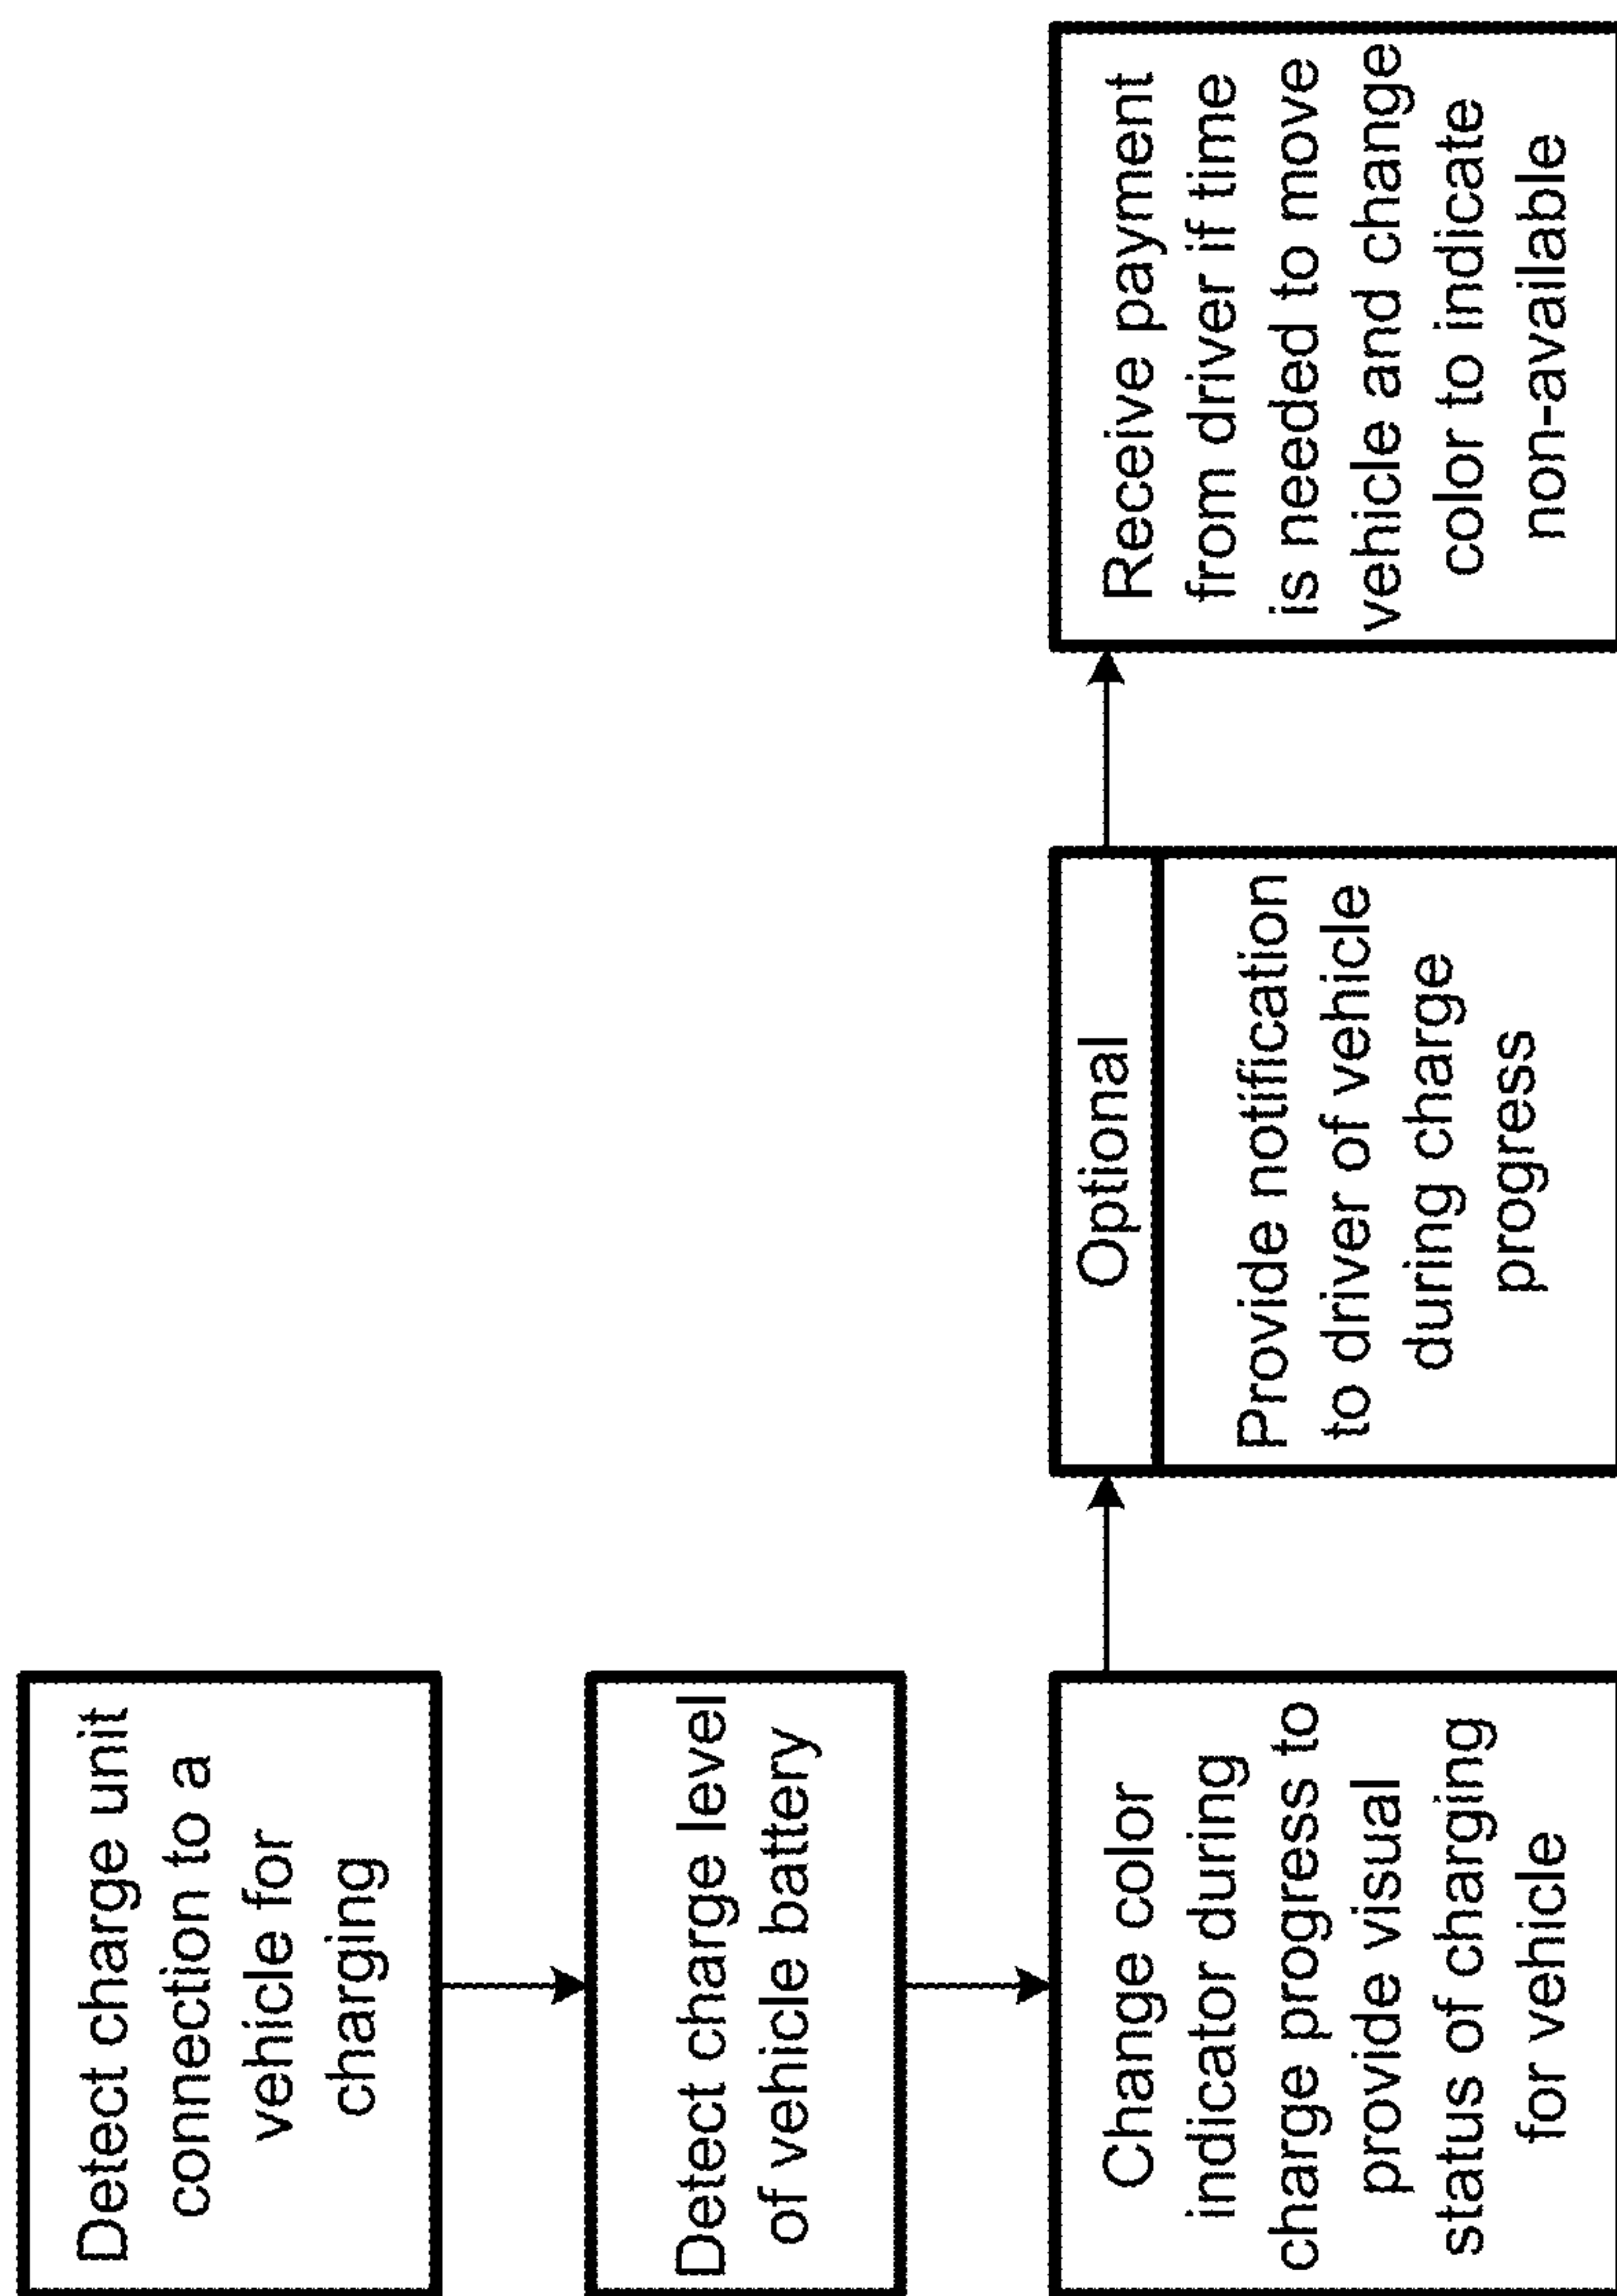 Detect charge unit
connection to a
vehicle for
charging
Detect charge level
of vehicle battery
Change color
indicator during
charge progress to
provide visual
status of charging
for vehicle
Optional
Provide notification
to driver of vehicle
during charge
progress
Receive payment
from driver if time
is needed to move
vehicle and change
color to indicate
non-available